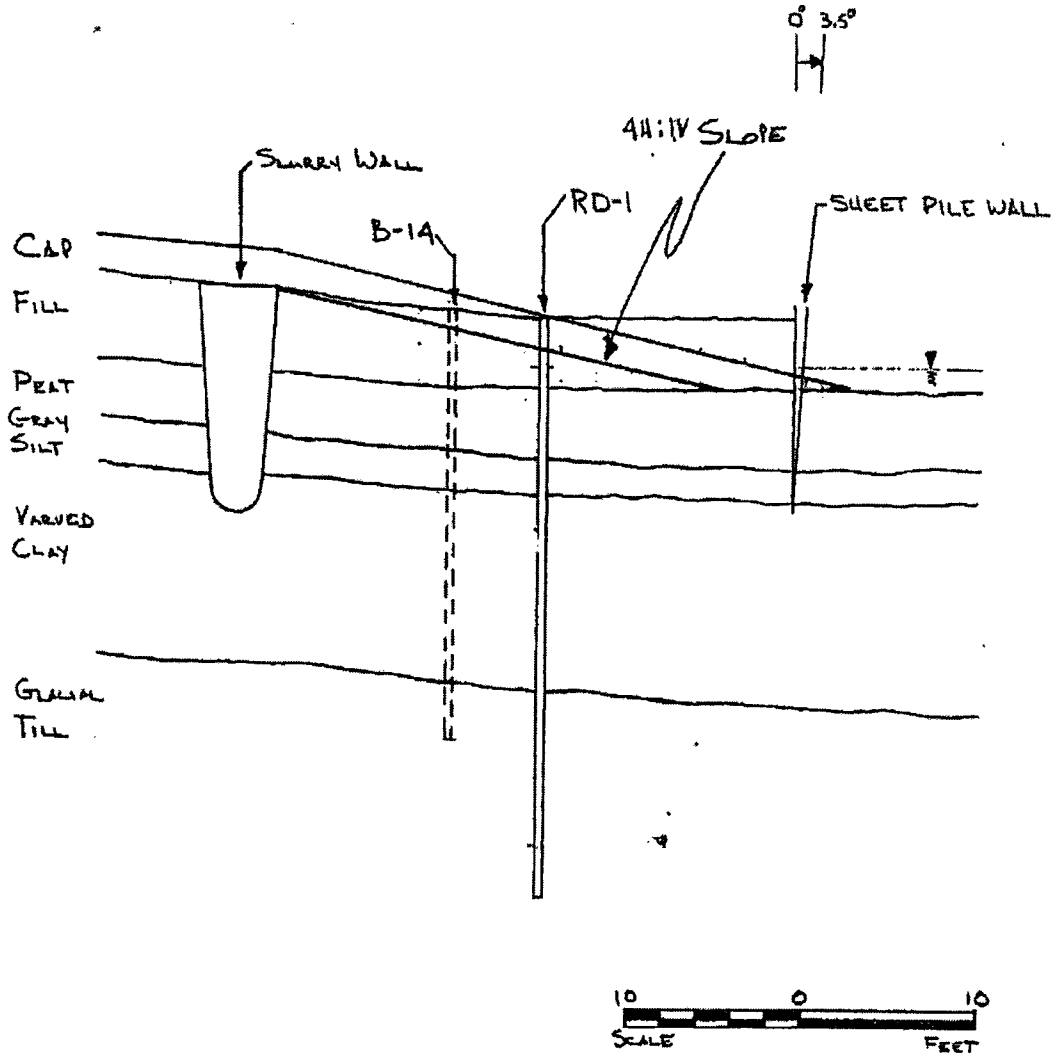 0° 3.5°
4H:1V SLOPE
SLURRY WALL
B-14
RD-1
SHEET PILE WALL
CAP
FILL
PEAT
GRAY
SILT
VARVED
CLAY
GLACIAL
TILL
10 0 10
SCALE FEET